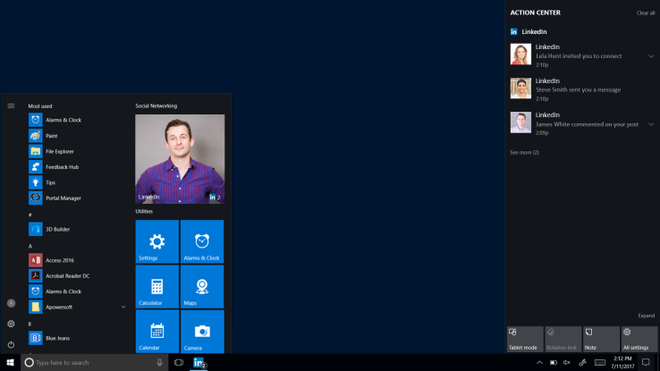 ACTION CENTER
Clear all
LinkedIn
LinkedIn
Lela Hunt invited you to connect
2:10p
LinkedIn
Steve Smith sent you a message
2:10p
LinkedIn
James White commented on your post
2:09p
See more (2)
Most used
Alarms & Clock
Paint
File Explorer
Feedback Hub
Tips
Portal Manager
#
3D Builder
A
Access 2016
Acrobat Reader DC
Alarms & Clock
Apowersoft
B
Blue Jeans
Social Networking
LinkedIn
in 2
Utilities
Settings
Alarms & Clock
Calculator
Maps
Calendar
Camera
Expand
Tablet mode
Rotation lock
Note
All settings
Type here to search
in
2
2:12 PM
7/11/2017